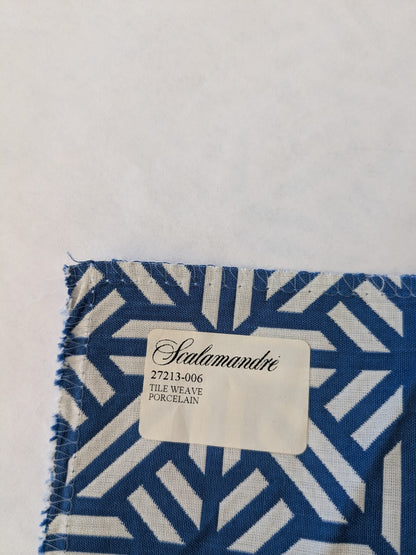 Scalamandré
27213-006
TILE WEAVE
PORCELAIN